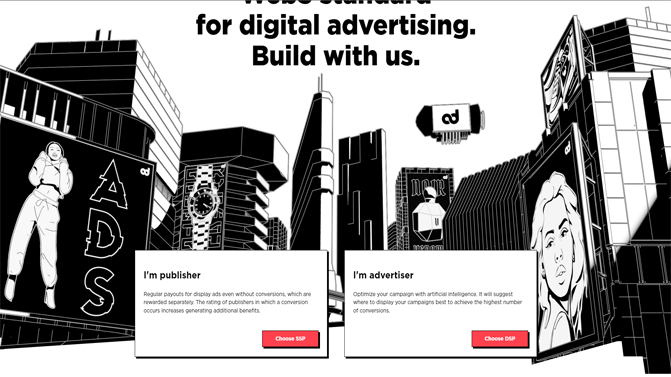 Web3 standard
for digital advertising.
Build with us.
ADS
NOIR
I'm publisher
Regular payouts for display ads even without conversions, which are
rewarded separately. The rating of publishers in which a conversion
occurs increases generating additional benefits.
Choose SSP
I'm advertiser
Optimize your campaign with artificial intelligence. It will suggest
where to display your campaigns best to achieve the highest number
of conversions.
Choose DSP